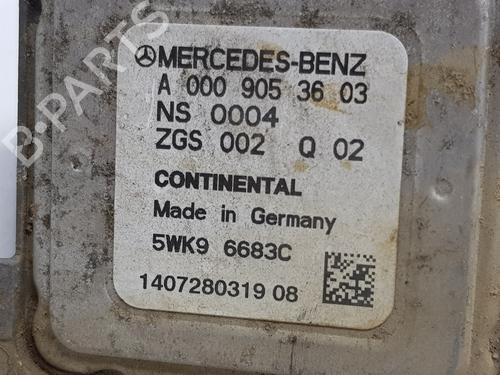 MERCEDES-BENZ
A 000 905 36 03
NS 0004
ZGS 002 Q 02
CONTINENTAL
Made in Germany
5WK9 6683C
1407280319 08
B-PARTS